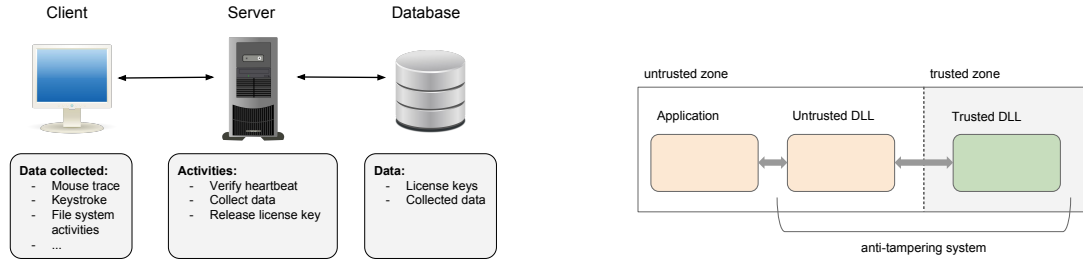 Client
Server
Database
Data collected:
- Mouse trace
- Keystroke
- File system
activities
- ...
Activities:
- Verify heartbeat
- Collect data
- Release license key
Data:
- License keys
- Collected data
untrusted zone
trusted zone
Application
Untrusted DLL
Trusted DLL
anti-tampering system